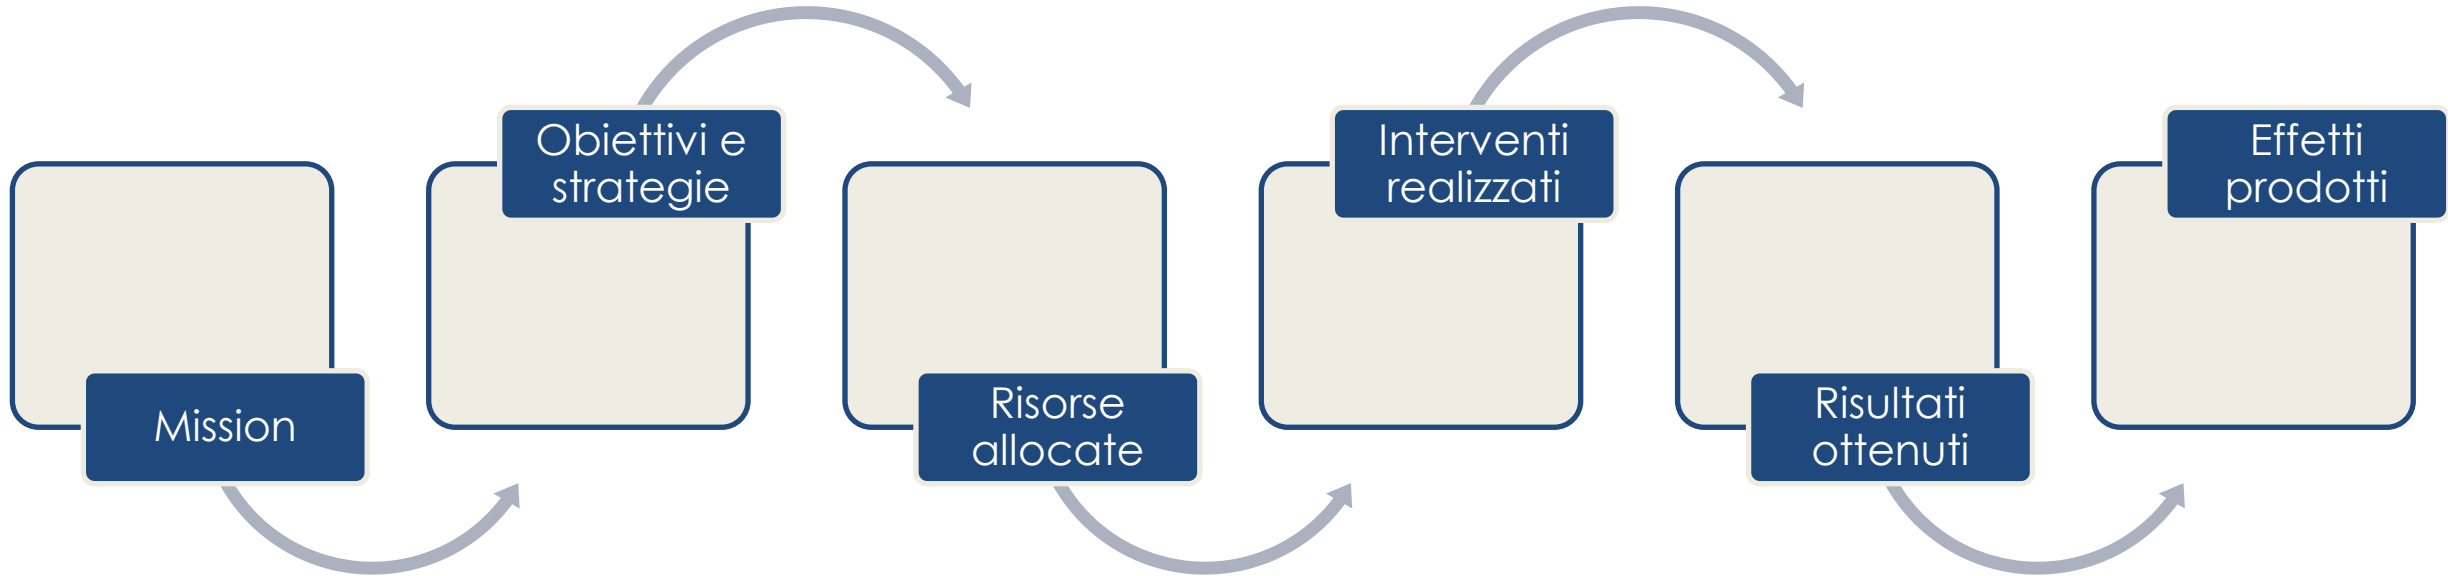 Mission
Obiettivi e
strategie
Risorse
allocate
Interventi
realizzati
Risultati
ottenuti
Effetti
prodotti